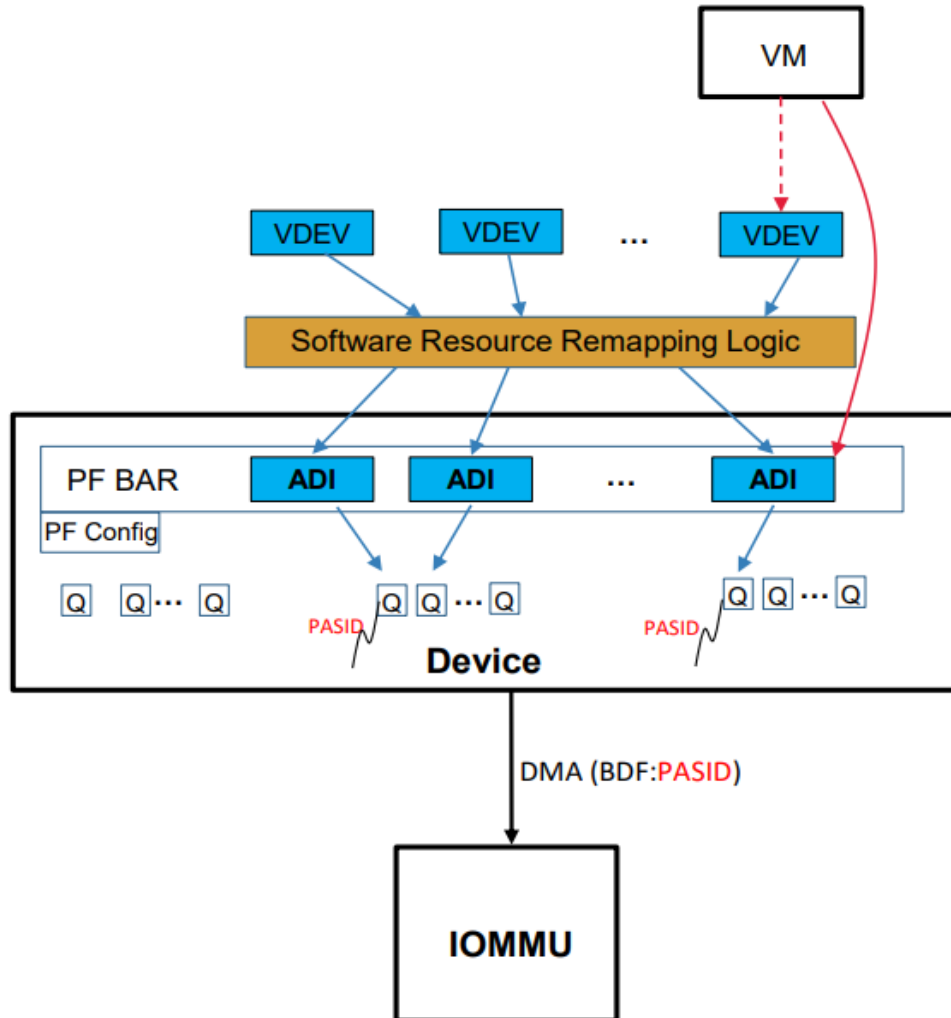 VM
VDEV
VDEV
...
VDEV
Software Resource Remapping Logic
PF BAR
ADI
ADI
...
ADI
PF Config
Q Q... Q
Q Q...Q
Q Q...Q
PASID
PASID
Device
DMA (BDF:PASID)
IOMMU